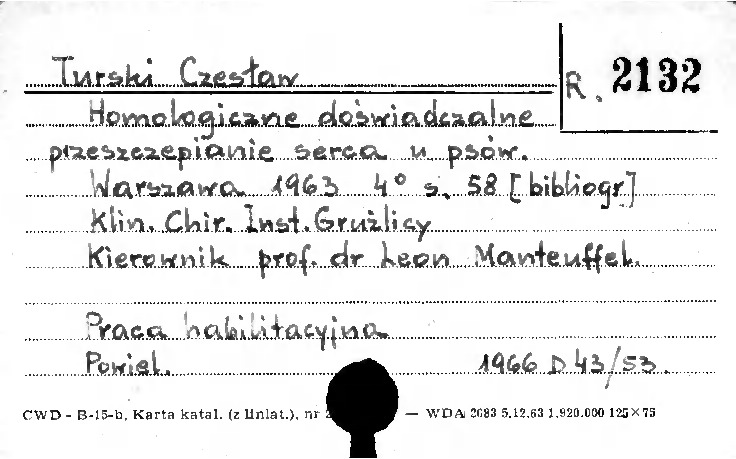 Turski Czesław
R. 2132
Homologiczne doświadczalne
przeszczepianie serca u psów.
Warszawa 1963 4° s. 58 [bibliogr]
Klin. Chir. Inst. Gruźlicy
Kierownik prof. dr Leon Manteuffel.
Praca habilitacyjna
Powiel. 1966 D 43/53.
CWD - B-15-b, Karta katal. (z liniat.), nr — WDA 2683 5.12.63 1.920.000 125×75